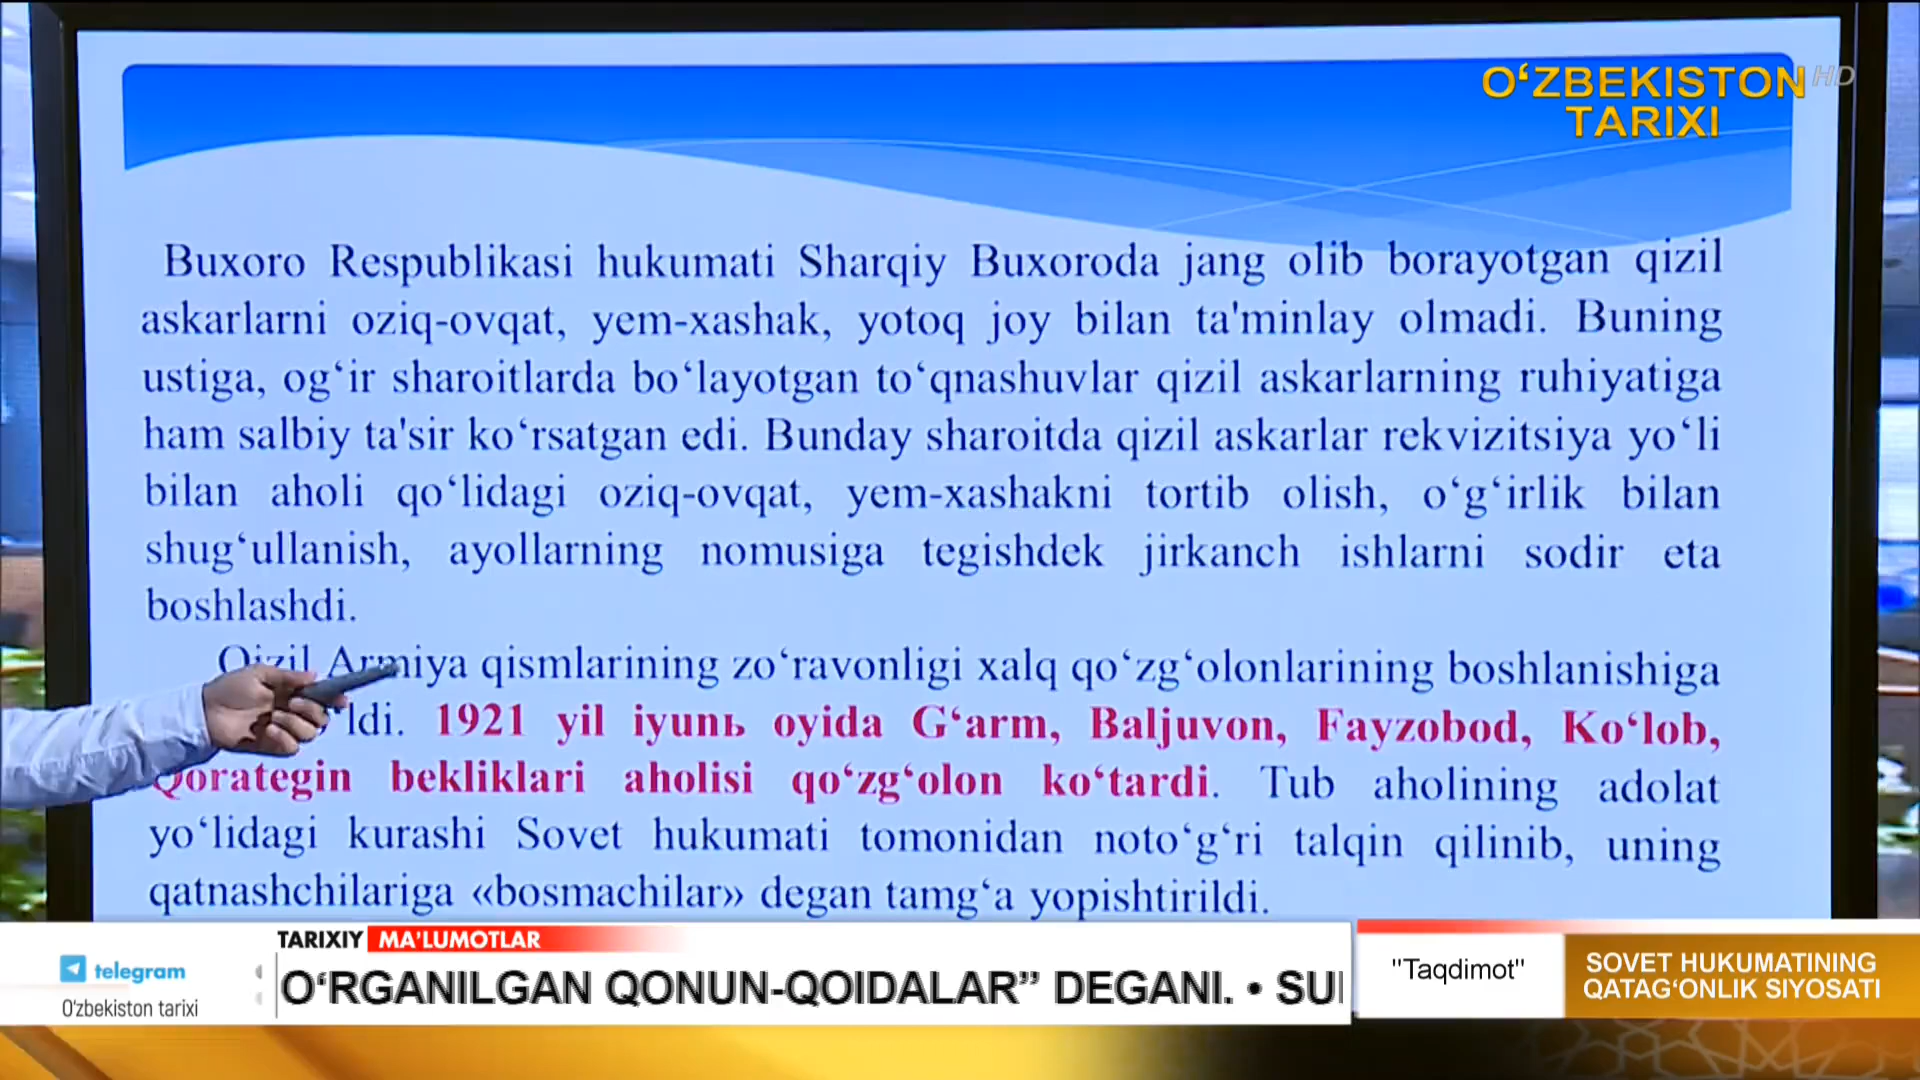 O‘ZBEKISTON HD
TARIXI
Buxoro Respublikasi hukumati Sharqiy Buxoroda jang olib borayotgan qizil
askarlarni oziq-ovqat, yem-xashak, yotoq joy bilan ta'minlay olmadi. Buning
ustiga, og‘ir sharoitlarda bo‘layotgan to‘qnashuvlar qizil askarlarning ruhiyatiga
ham salbiy ta'sir ko‘rsatgan edi. Bunday sharoitda qizil askarlar rekvizitsiya yo‘li
bilan aholi qo‘lidagi oziq-ovqat, yem-xashakni tortib olish, o‘g‘irlik bilan
shug‘ullanish, ayollarning nomusiga tegishdek jirkanch ishlarni sodir eta
boshlashdi.
Qizil Armiya qismlarining zo‘ravonligi xalq qo‘zg‘olonlarining boshlanishiga
‘ldi. 1921 yil iyunь oyida G‘arm, Baljuvon, Fayzobod, Ko‘lob,
Qorategin bekliklari aholisi qo‘zg‘olon ko‘tardi. Tub aholining adolat
yo‘lidagi kurashi Sovet hukumati tomonidan noto‘g‘ri talqin qilinib, uning
qatnashchilariga «bosmachilar» degan tamg‘a yopishtirildi.
TARIXIY MA'LUMOTLAR
telegram
O'zbekiston tarixi
O‘RGANILGAN QONUN-QOIDALAR” DEGANI. •
"Taqdimot"
SOVET HUKUMATINING
QATAG‘ONLIK SIYOSATI